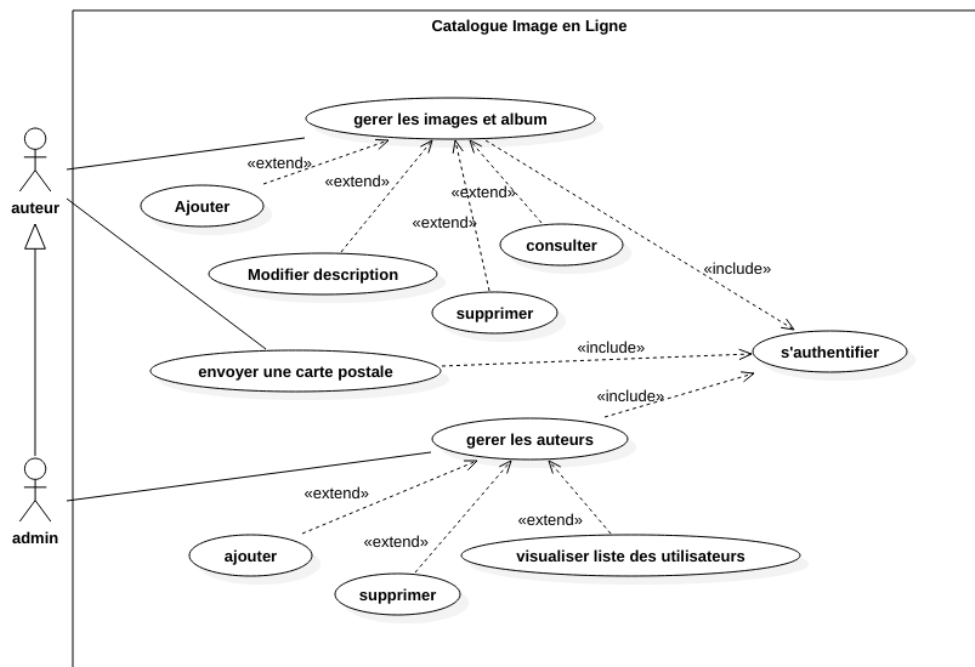 Catalogue Image en Ligne
gerer les images et album
auteur
«extend»
«extend»
«extend»
«extend»
Ajouter
consulter
Modifier description
«include»
supprimer
s'authentifier
«include»
envoyer une carte postale
«include»
gerer les auteurs
admin
«extend»
«extend»
«extend»
ajouter
visualiser liste des utilisateurs
supprimer